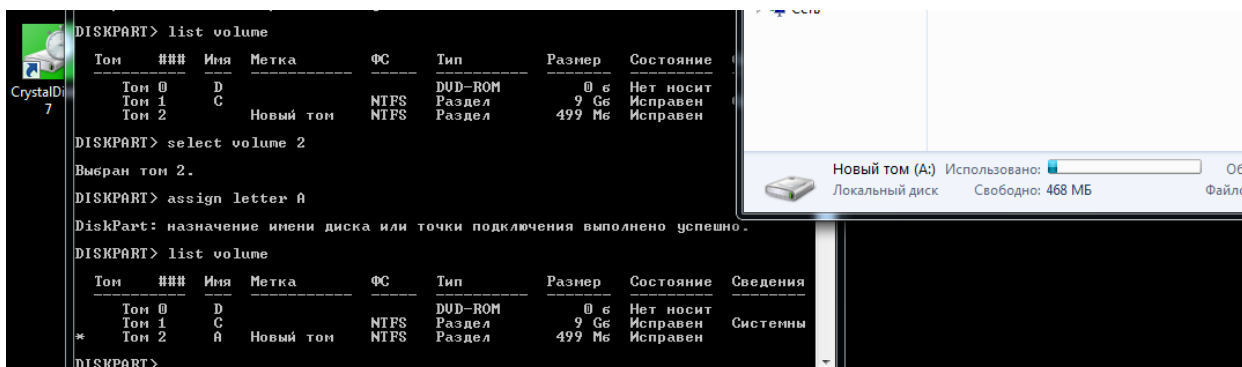 DISKPART> list volume
Том ### Имя Метка ФС Тип Размер Состояние
Том 0 D DVD-ROM 0 б Нет носит
Том 1 C NTFS Раздел 9 Gб Исправен
Том 2 Новый том NTFS Раздел 499 Mб Исправен
DISKPART> select volume 2
Выбран том 2.
DISKPART> assign letter A
DiskPart: назначение имени диска или точки подключения выполнено успешно.
DISKPART> list volume
Том ### Имя Метка ФС Тип Размер Состояние Сведения
Том 0 D DVD-ROM 0 б Нет носит
Том 1 C NTFS Раздел 9 Gб Исправен Системны
* Том 2 A Новый том NTFS Раздел 499 Mб Исправен
DISKPART>
CrystalDi
7
Сеть
Новый том (A:) Использовано: Об
Локальный диск Свободно: 468 МБ Файло